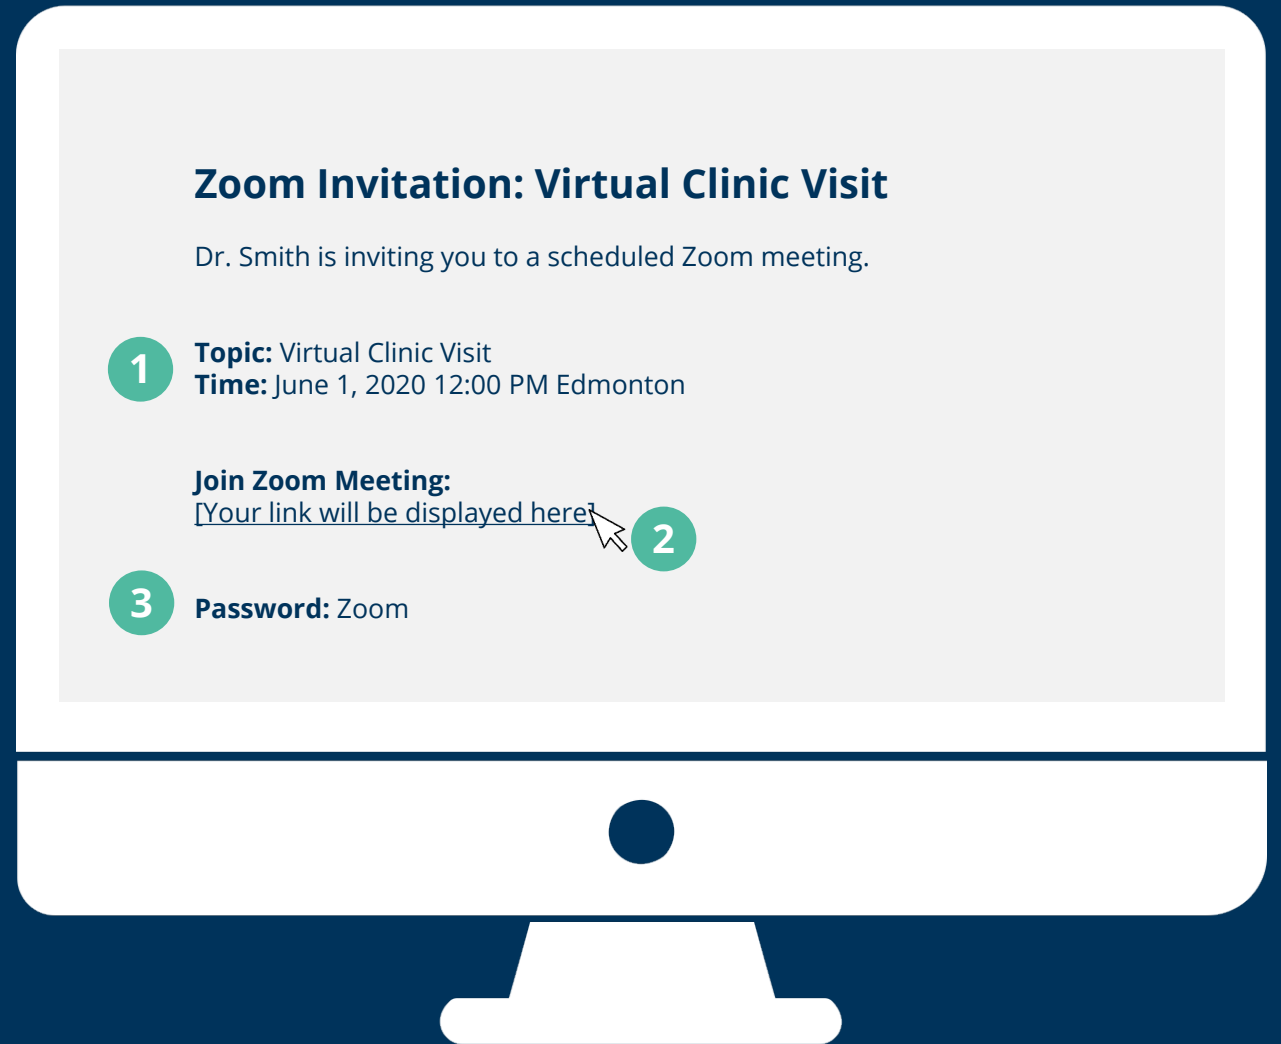 Zoom Invitation: Virtual Clinic Visit
Dr. Smith is inviting you to a scheduled Zoom meeting.
1
Topic: Virtual Clinic Visit
Time: June 1, 2020 12:00 PM Edmonton
Join Zoom Meeting:
[Your link will be displayed here]
2
3
Password: Zoom